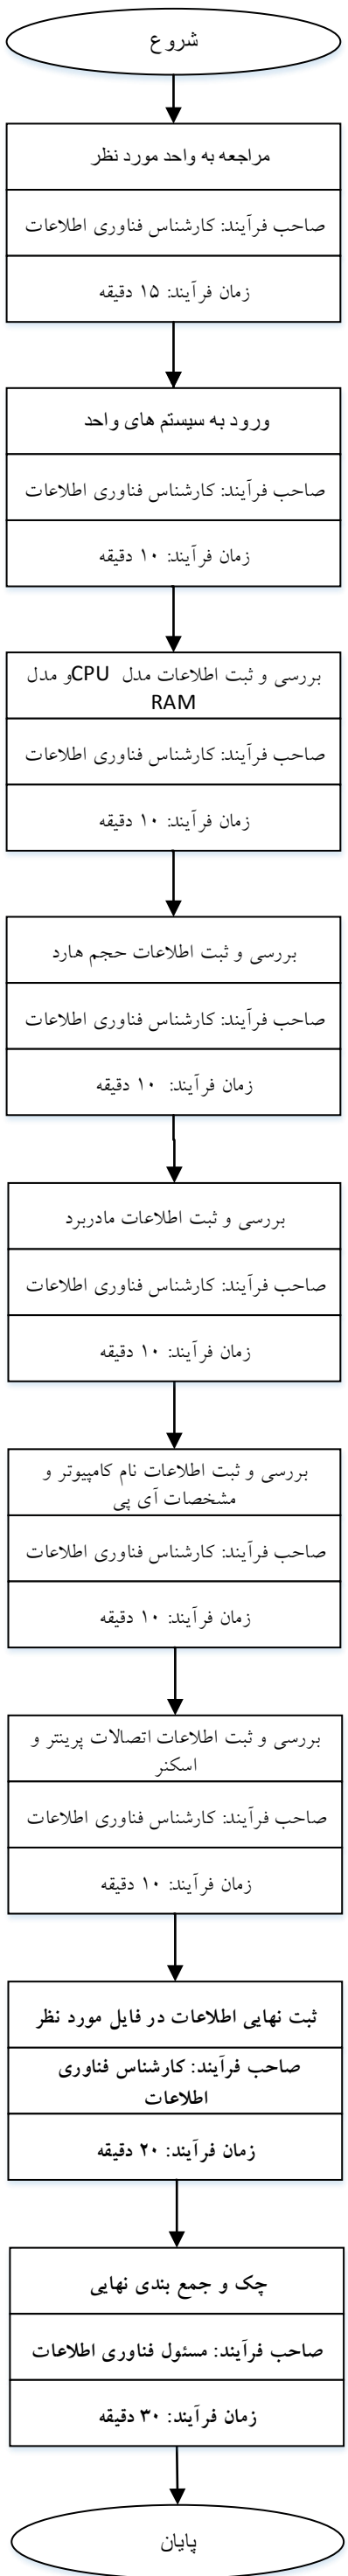 شروع
مراجعه به واحد مورد نظر
صاحب فرآیند: کارشناس فناوری اطلاعات
زمان فرآیند: ۱۵ دقیقه
ورود به سیستم های واحد
صاحب فرآیند: کارشناس فناوری اطلاعات
زمان فرآیند: ۱۰ دقیقه
بررسی و ثبت اطلاعات مدل CPUو مدل
RAM
صاحب فرآیند: کارشناس فناوری اطلاعات
زمان فرآیند: ۱۰ دقیقه
بررسی و ثبت اطلاعات حجم هارد
صاحب فرآیند: کارشناس فناوری اطلاعات
زمان فرآیند: ۱۰ دقیقه
بررسی و ثبت اطلاعات مادربرد
صاحب فرآیند: کارشناس فناوری اطلاعات
زمان فرآیند: ۱۰ دقیقه
بررسی و ثبت اطلاعات نام کامپیوتر و
مشخصات آی پی
صاحب فرآیند: کارشناس فناوری اطلاعات
زمان فرآیند: ۱۰ دقیقه
بررسی و ثبت اطلاعات اتصالات پرینتر و
اسکنر
صاحب فرآیند: کارشناس فناوری اطلاعات
زمان فرآیند: ۱۰ دقیقه
ثبت نهایی اطلاعات در فایل مورد نظر
صاحب فرآیند: کارشناس فناوری
اطلاعات
زمان فرآیند: ۲۰ دقیقه
چک و جمع بندی نهایی
صاحب فرآیند: مسئول فناوری اطلاعات
زمان فرآیند: ۳۰ دقیقه
پایان